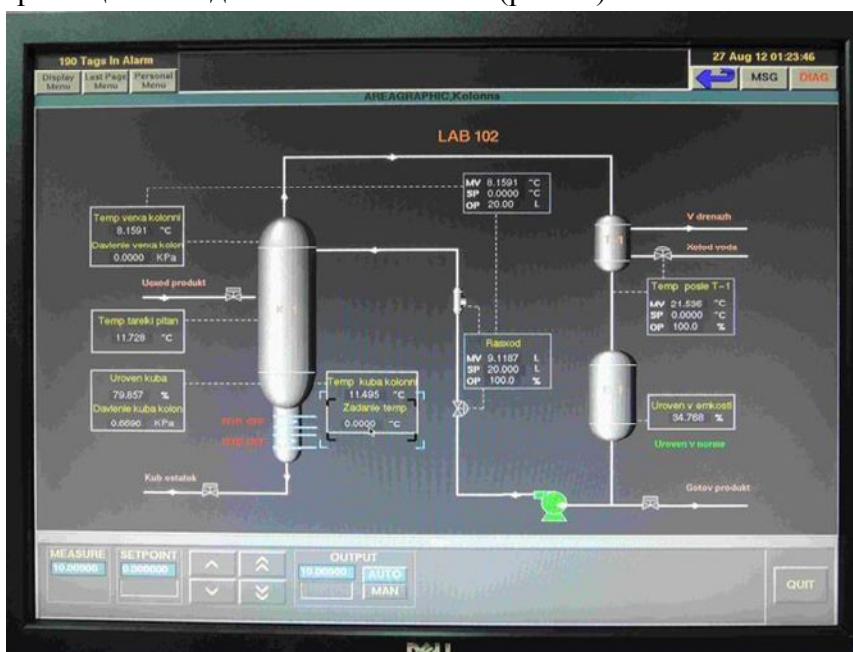 190 Tags In Alarm
27 Aug 12 01:23:46
Display Menu
Last Page Menu
Personal Menu
MSG
DIAG
AREAGRAPHIC,Kolonna
LAB 102
MV 8.1591 °C
SP 0.0000 °C
OP 20.00 L
Temp verxa kolonni
8.1591 °C
Davlenie verxa kolon
0.0000 KPa
V drenazh
T-1
Xolod voda
Isxod produkt
K-1
Temp posle T-1
MV 21.536 °C
SP 0.0000 °C
OP 100.0 %
Temp tarelki pitan
11.728 °C
Rasxod
MV 9.1187 L
SP 20.000 L
OP 100.0 %
Uroven kuba
79.857 %
Davlenie kuba kolon
0.6696 KPa
Temp kuba kolonni
11.495 °C
Zadanie temp
0.0000 °C
Uroven v emkosti
34.768 %
Uroven v norme
Kub ostatok
Gotov produkt
MEASURE
10.00000
SETPOINT
0.000000
OUTPUT
10.00000
AUTO
MAN
QUIT
DELL